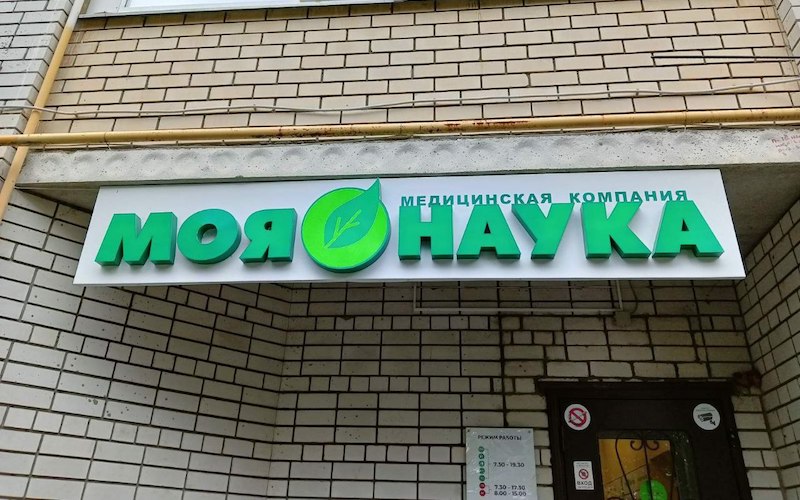 МЕДИЦИНСКАЯ КОМПАНИЯ
МОЯ НАУКА
РЕЖИМ РАБОТЫ
7.30 - 19.30
7.30 - 17.30
8.00 - 15.00
ВХОД